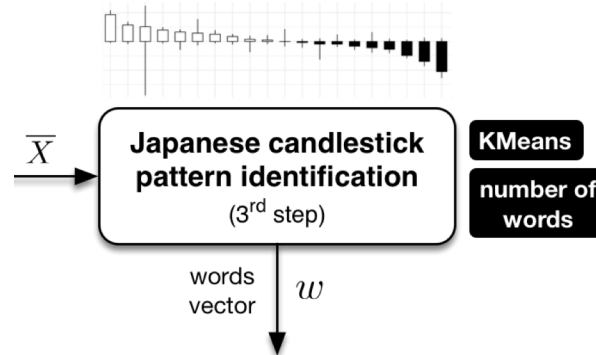 X̅
Japanese candlestick
pattern identification
(3rd step)
KMeans
number of
words
words
vector
w